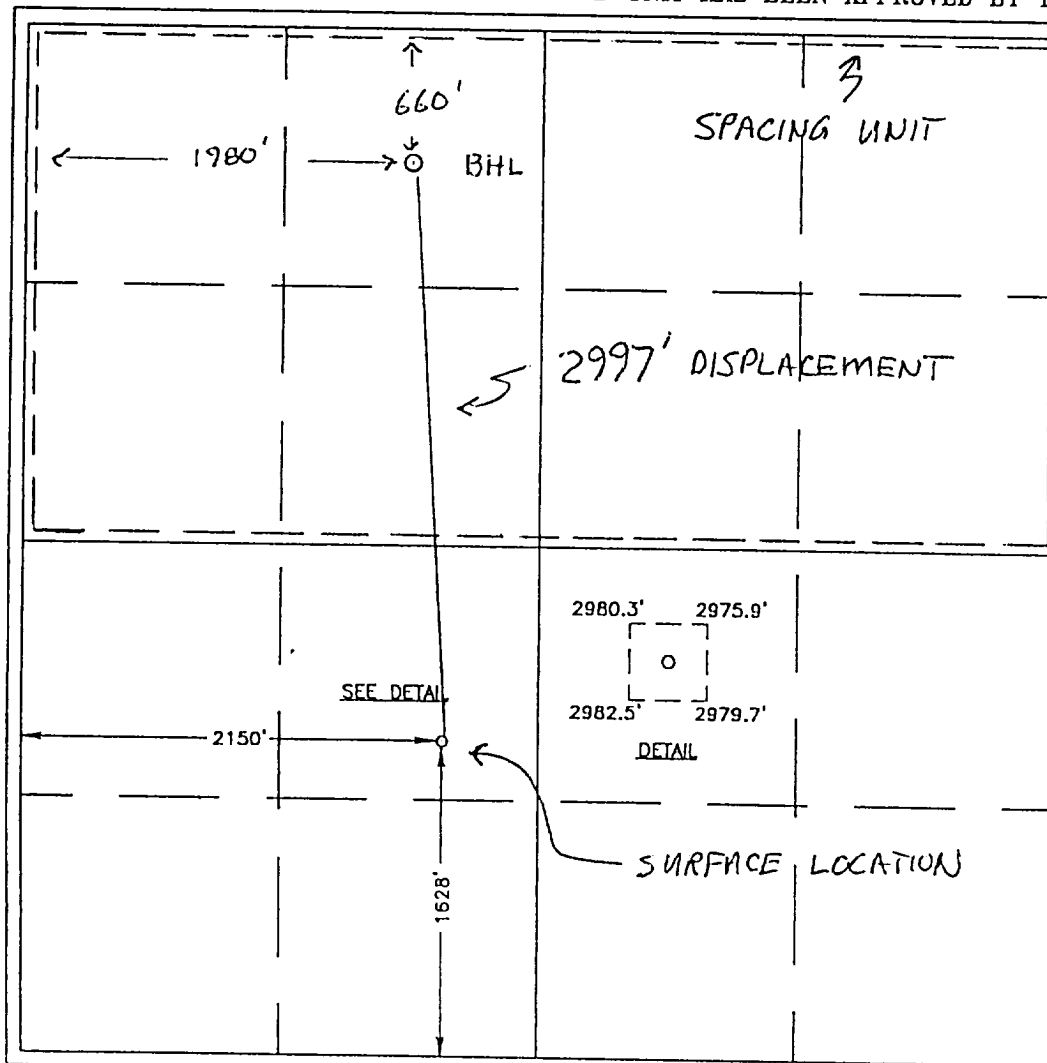 660'
SPACING UNIT
1980'
BHL
2997' DISPLACEMENT
2980.3' 2975.9'
SEE DETAIL
2982.5' 2979.7'
2150'
DETAIL
SURFACE LOCATION
1628'